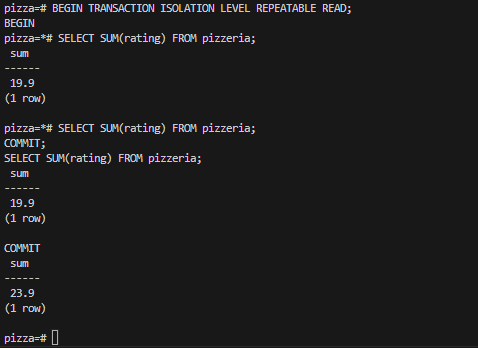 pizza=# BEGIN TRANSACTION ISOLATION LEVEL REPEATABLE READ;
BEGIN
pizza=*# SELECT SUM(rating) FROM pizzeria;
 sum
------
 19.9
(1 row)

pizza=*# SELECT SUM(rating) FROM pizzeria;
COMMIT;
SELECT SUM(rating) FROM pizzeria;
 sum
------
 19.9
(1 row)

COMMIT
 sum
------
 23.9
(1 row)

pizza=#